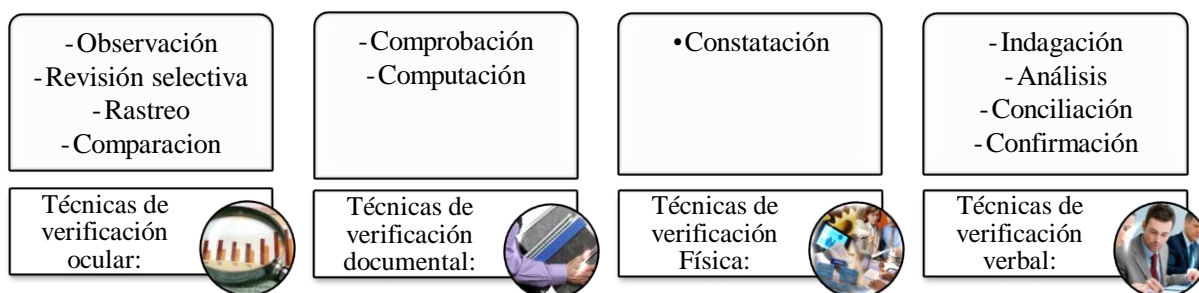 -Observación
-Revisión selectiva
-Rastreo
-Comparacion
Técnicas de
verificación
ocular:
-Comprobación
-Computación
Técnicas de
verificación
documental:
•Constatación
Técnicas de
verificación
Física:
-Indagación
-Análisis
-Conciliación
-Confirmación
Técnicas de
verificación
verbal: